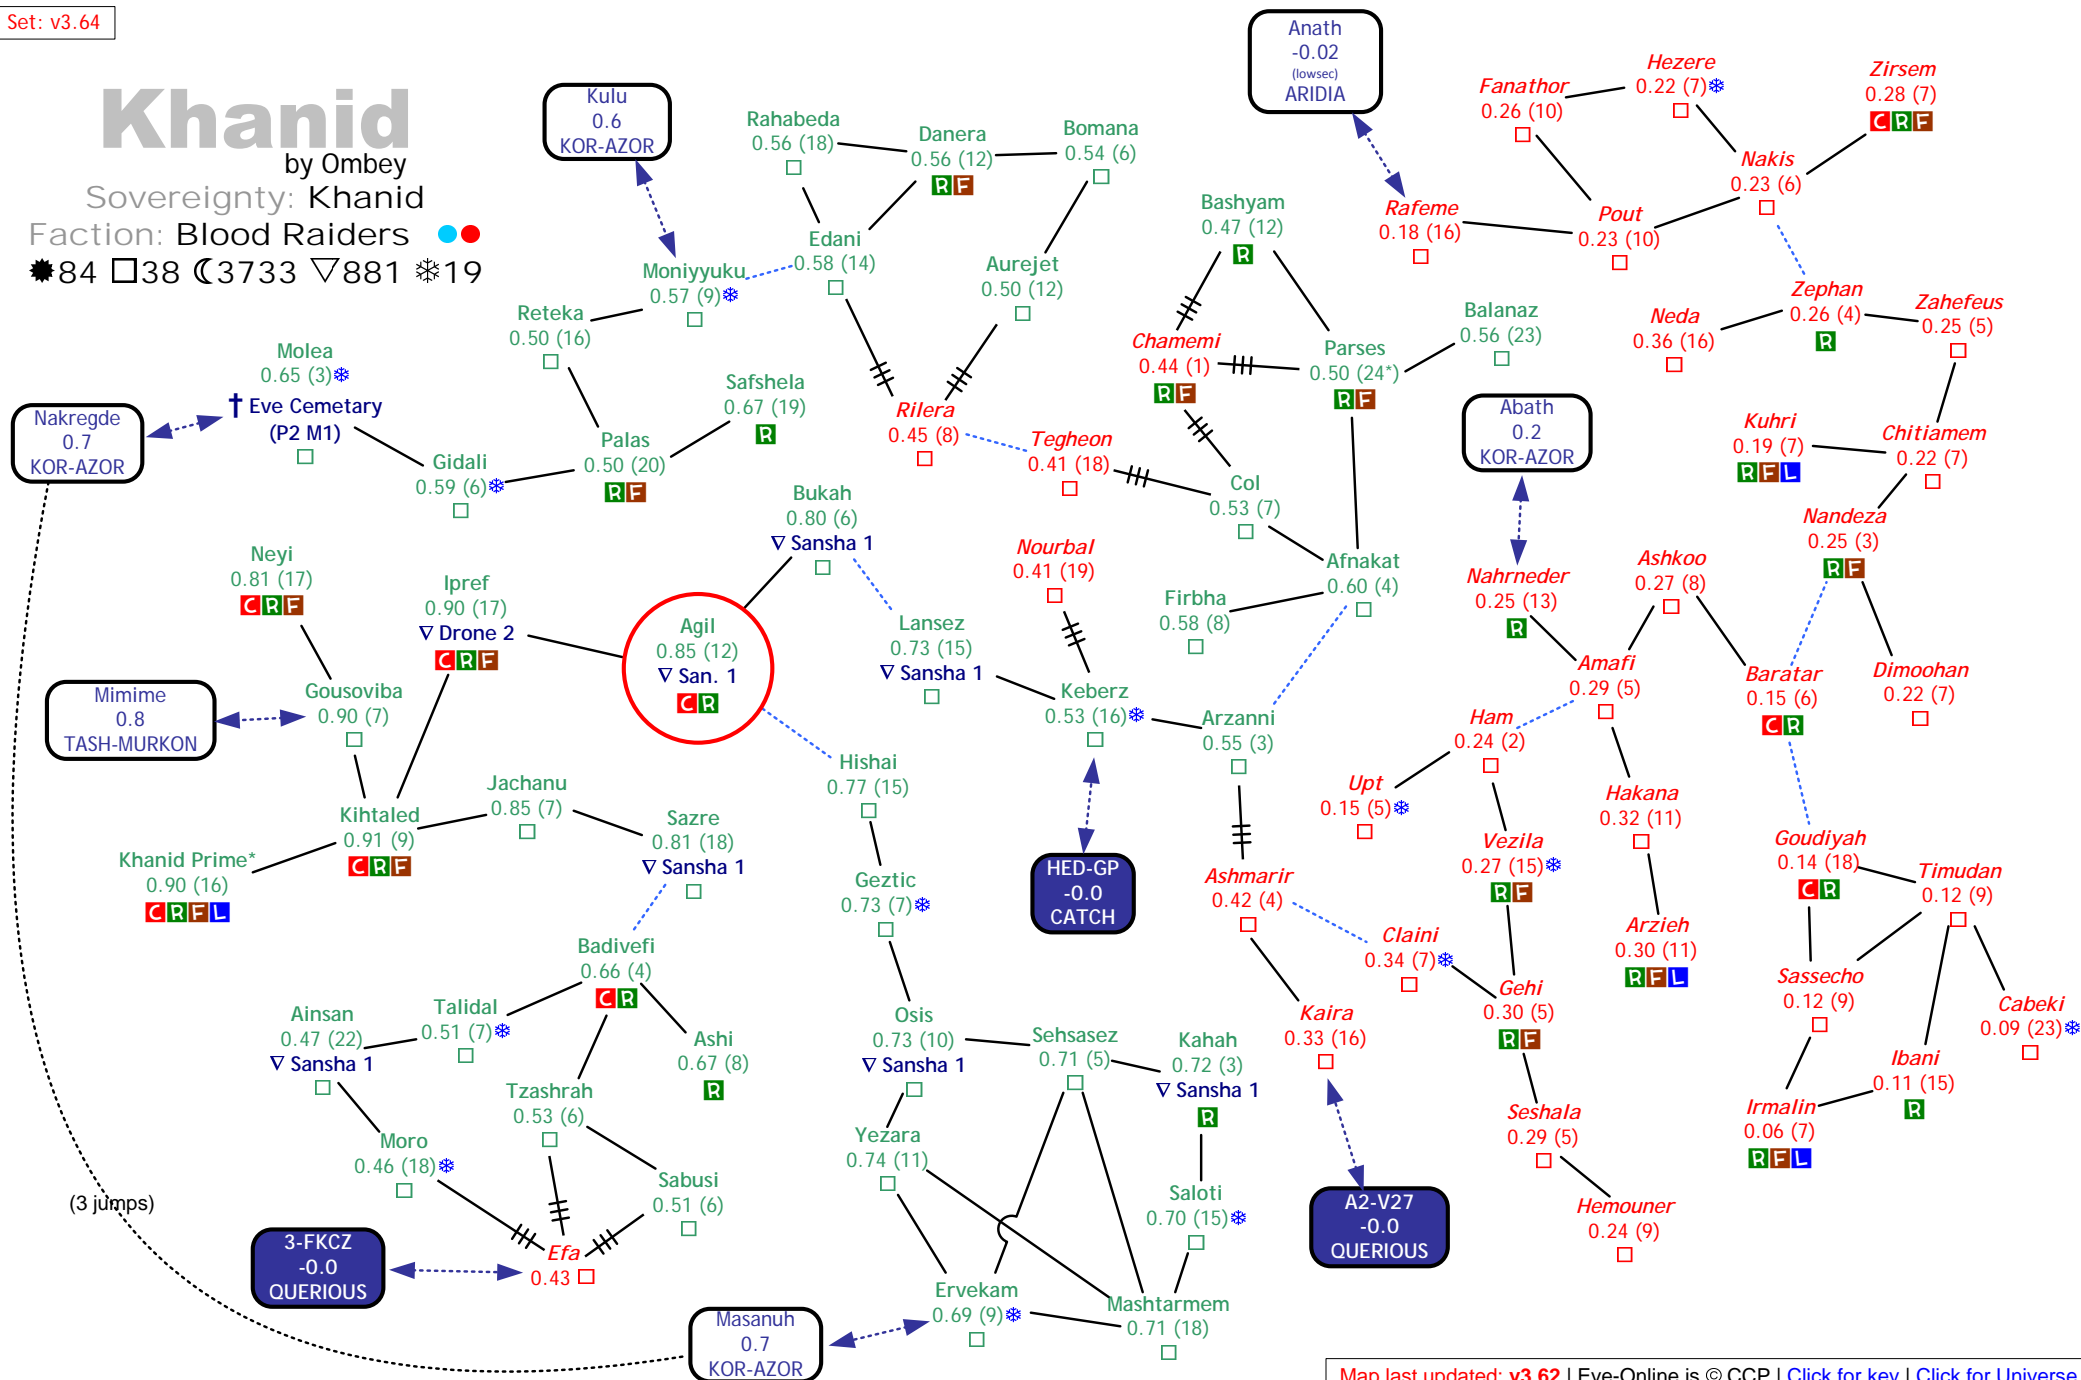 Set: v3.64
Khanid
by Ombey
Sovereignty: Khanid
Faction: Blood Raiders
84 38 3733 881 19
Kulu
0.6
KOR-AZOR
Anath
-0.02
(lowsec)
ARIDIA
Rahabeda
0.56 (18)
Danera
0.56 (12)
R F
Bomana
0.54 (6)
Fanathor
0.26 (10)
Hezere
0.22 (7)
Zirsem
0.28 (7)
C R F
Nakis
0.23 (6)
Bashyam
0.47 (12)
R
Rafeme
0.18 (16)
Pout
0.23 (10)
Edani
0.58 (14)
Moniyyuku
0.57 (9)
Aurejet
0.50 (12)
Reteka
0.50 (16)
Zephan
0.26 (4)
R
Zahefeus
0.25 (5)
Neda
0.36 (16)
Balanaz
0.56 (23)
Chamemi
0.44 (1)
R F
Parses
0.50 (24*)
R F
Molea
0.65 (3)
† Eve Cemetary
(P2 M1)
Nakregde
0.7
KOR-AZOR
Safshela
0.67 (19)
R
Palas
0.50 (20)
R F
Gidali
0.59 (6)
Rilera
0.45 (8)
Tegheon
0.41 (18)
Abath
0.2
KOR-AZOR
Kuhri
0.19 (7)
R F L
Chitiamem
0.22 (7)
Bukah
0.80 (6)
Sansha 1
Col
0.53 (7)
Nandeza
0.25 (3)
R F
Neyi
0.81 (17)
C R F
Ipref
0.90 (17)
Drone 2
C R F
Nourbal
0.41 (19)
Afnakat
0.60 (4)
Nahrneder
0.25 (13)
R
Ashkoo
0.27 (8)
Firbha
0.58 (8)
Agil
0.85 (12)
San. 1
C R
Lansez
0.73 (15)
Sansha 1
Amafi
0.29 (5)
Baratar
0.15 (6)
C R
Dimoohan
0.22 (7)
Mimime
0.8
TASH-MURKON
Gousoviba
0.90 (7)
Keberz
0.53 (16)
Arzanni
0.55 (3)
Ham
0.24 (2)
Hishai
0.77 (15)
Upt
0.15 (5)
Hakana
0.32 (11)
Jachanu
0.85 (7)
Kihtaled
0.91 (9)
C R F
Sazre
0.81 (18)
Sansha 1
Vezila
0.27 (15)
R F
Goudiyah
0.14 (18)
C R
Khanid Prime*
0.90 (16)
C R F L
HED-GP
-0.0
CATCH
Geztic
0.73 (7)
Ashmarir
0.42 (4)
Timudan
0.12 (9)
Arzieh
0.30 (11)
R F L
Claini
0.34 (7)
Badivefi
0.66 (4)
C R
Sassecho
0.12 (9)
Gehi
0.30 (5)
R F
Cabeki
0.09 (23)
Ainsan
0.47 (22)
Sansha 1
Talidal
0.51 (7)
Ashi
0.67 (8)
R
Osis
0.73 (10)
Sansha 1
Sehsasez
0.71 (5)
Kahah
0.72 (3)
Sansha 1
R
Kaira
0.33 (16)
Ibani
0.11 (15)
R
Tzashrah
0.53 (6)
Irmalin
0.06 (7)
R F L
Seshala
0.29 (5)
Moro
0.46 (18)
Yezara
0.74 (11)
Sabusi
0.51 (6)
Saloti
0.70 (15)
(3 jumps)
A2-V27
-0.0
QUERIOUS
Hemouner
0.24 (9)
3-FKCZ
-0.0
QUERIOUS
Efa
0.43
Ervekam
0.69 (9)
Mashtarmem
0.71 (18)
Masanuh
0.7
KOR-AZOR
Map last updated: v3.62 | Eve-Online is © CCP | Click for key | Click for Universe